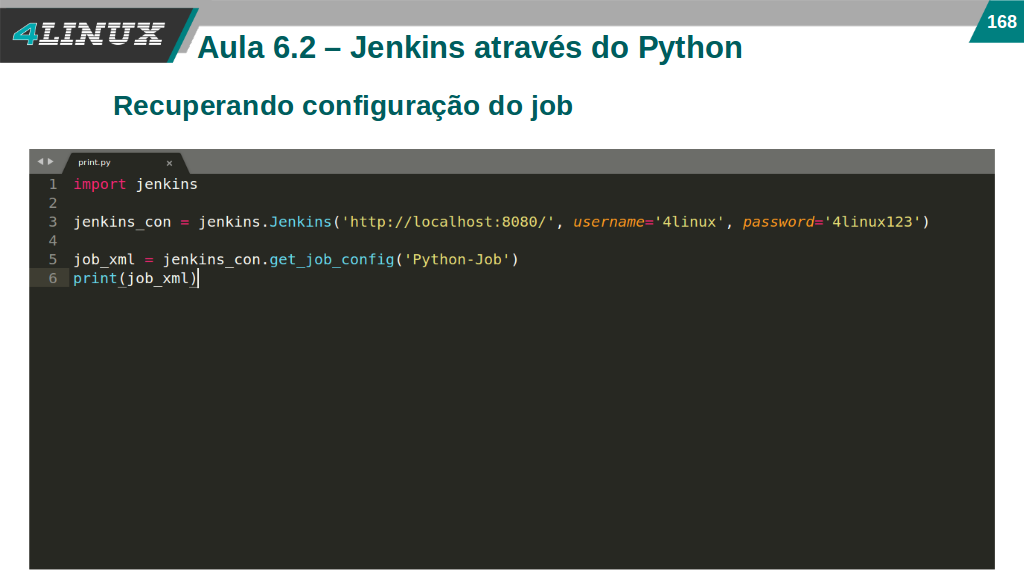 4LINUX
168
Aula 6.2 – Jenkins através do Python
Recuperando configuração do job
print.py ×
1 import jenkins
2
3 jenkins_con = jenkins.Jenkins('http://localhost:8080/', username='4linux', password='4linux123')
4
5 job_xml = jenkins_con.get_job_config('Python-Job')
6 print(job_xml)